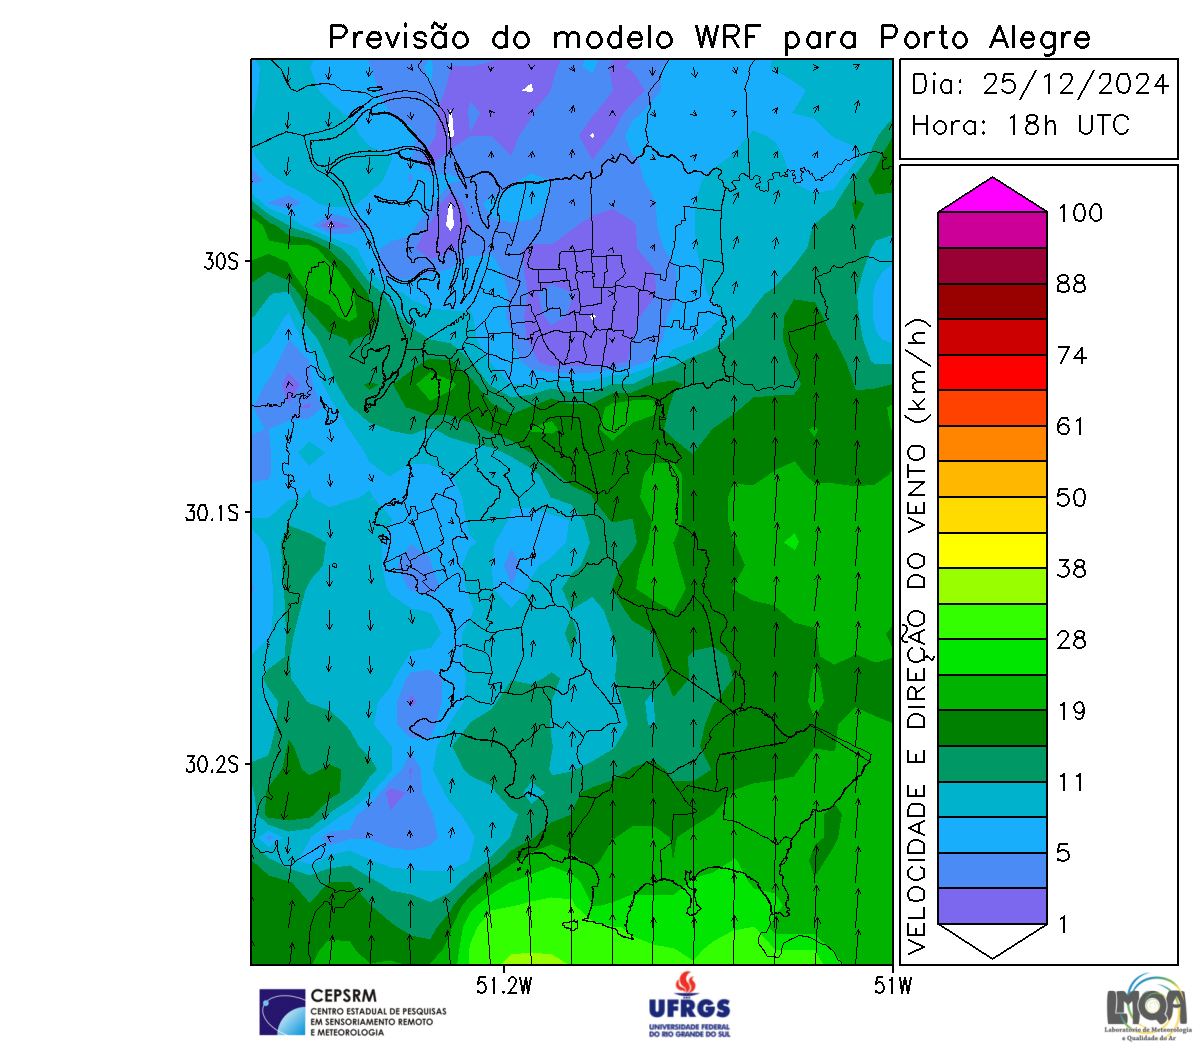 Previsão do modelo WRF para Porto Alegre
Dia: 25/12/2024
Hora: 18h UTC
30S
30.1S
30.2S
51.2W
51W
VELOCIDADE E DIREÇÃO DO VENTO (km/h)
100
88
74
61
50
38
28
19
11
5
1
CEPSRM
CENTRO ESTADUAL DE PESQUISAS
EM SENSORIAMENTO REMOTO
E METEOROLOGIA
UFRGS
UNIVERSIDADE FEDERAL
DO RIO GRANDE DO SUL
LMQA
Laboratório de Meteorologia
e Qualidade do Ar